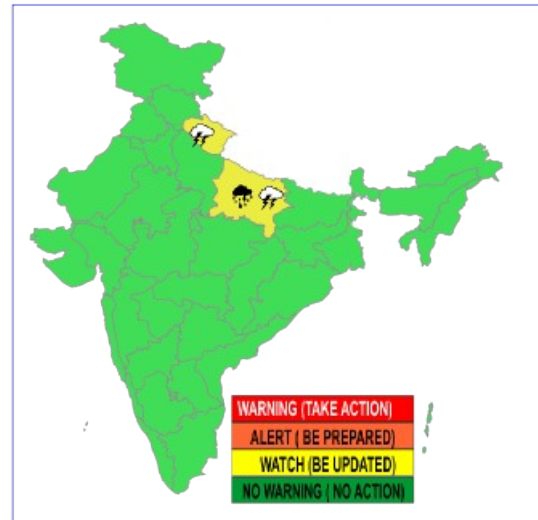 WARNING (TAKE ACTION)
ALERT ( BE PREPARED)
WATCH (BE UPDATED)
NO WARNING ( NO ACTION)